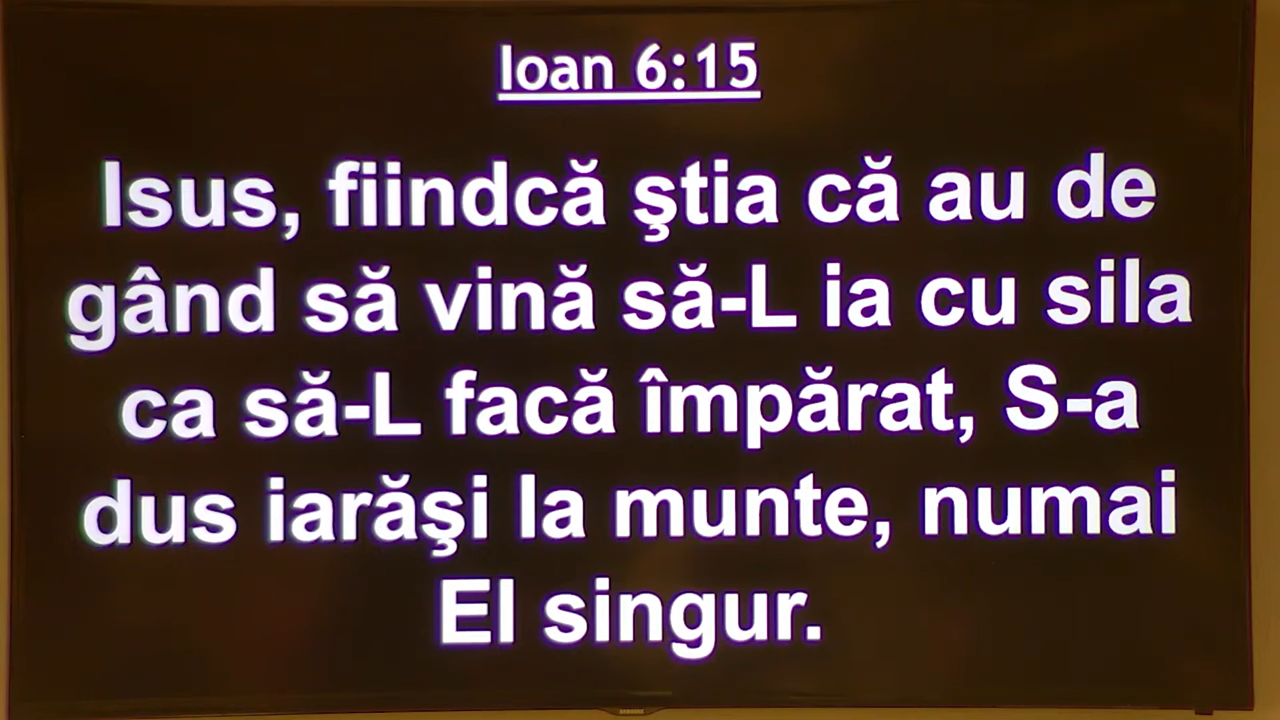 Ioan 6:15
Isus, fiindcă ştia că au de
gând să vină să-L ia cu sila
ca să-L facă împărat, S-a
dus iarăşi la munte, numai
El singur.